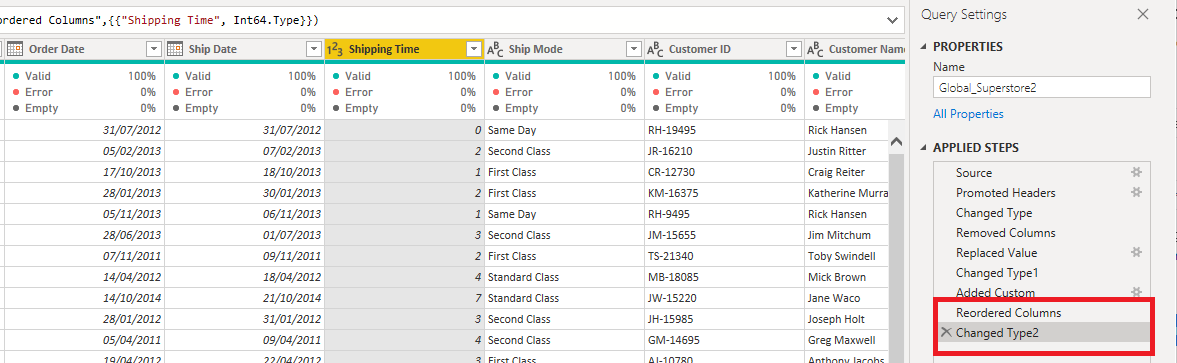 ordered Columns",{{"Shipping Time", Int64.Type}})
Order Date Ship Date 123 Shipping Time ABC Ship Mode ABC Customer ID ABC Customer Name
Valid 100% Valid 100% Valid 100% Valid 100% Valid 100% Valid
Error 0% Error 0% Error 0% Error 0% Error 0% Error
Empty 0% Empty 0% Empty 0% Empty 0% Empty 0% Empty
31/07/2012 31/07/2012 0 Same Day RH-19495 Rick Hansen
05/02/2013 07/02/2013 2 Second Class JR-16210 Justin Ritter
17/10/2013 18/10/2013 1 First Class CR-12730 Craig Reiter
28/01/2013 30/01/2013 2 First Class KM-16375 Katherine Murra
05/11/2013 06/11/2013 1 Same Day RH-9495 Rick Hansen
28/06/2013 01/07/2013 3 Second Class JM-15655 Jim Mitchum
07/11/2011 09/11/2011 2 First Class TS-21340 Toby Swindell
14/04/2012 18/04/2012 4 Standard Class MB-18085 Mick Brown
14/10/2014 21/10/2014 7 Standard Class JW-15220 Jane Waco
28/01/2012 31/01/2012 3 Second Class JH-15985 Joseph Holt
05/04/2011 09/04/2011 4 Second Class GM-14695 Greg Maxwell
19/04/2012 22/04/2012 3 First Class AJ-10780 Anthony Jacobs
Query Settings
PROPERTIES
Name
Global_Superstore2
All Properties
APPLIED STEPS
Source
Promoted Headers
Changed Type
Removed Columns
Replaced Value
Changed Type1
Added Custom
Reordered Columns
Changed Type2